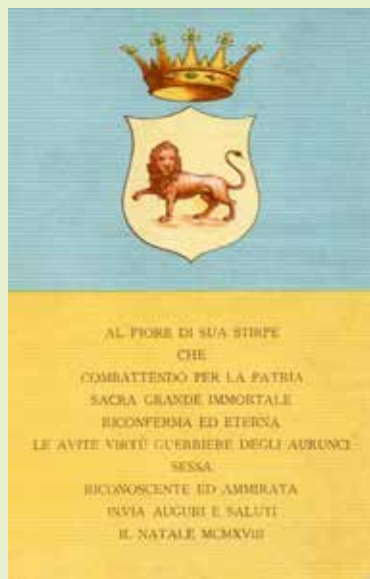 AL FIORE DI SUA STIRPE
CHE
COMBATTENDO PER LA PATRIA
SACRA GRANDE IMMORTALE
RICONFERMA ED ETERNA
LE AVITE VIRTÙ GUERRIERE DEGLI AURUNCI
SESSA
RICONOSCENTE ED AMMIRATA
INVIA AUGURI E SALUTI
IL NATALE MCMXVIII